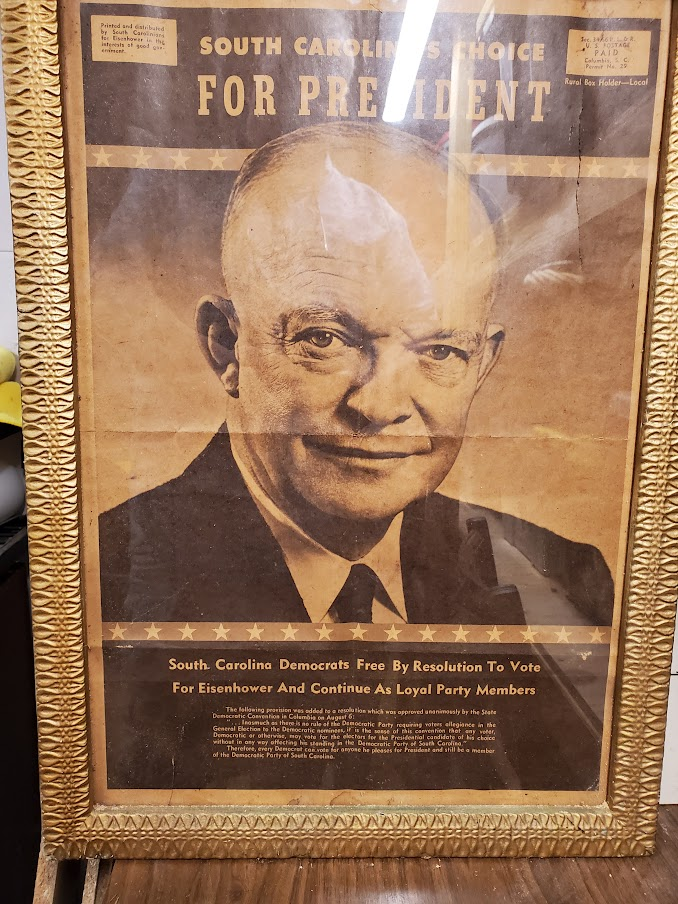 Printed and distributed
by South Carolinians
for Eisenhower in the
interests of good gov-
ernment.
SOUTH CAROLINA'S CHOICE
FOR PRESIDENT
Sec. 34.66 P. L. & R.
U. S. POSTAGE
PAID
Columbia, S. C.
Permit No. 29
Rural Box Holder—Local
South Carolina Democrats Free By Resolution To Vote
For Eisenhower And Continue As Loyal Party Members
The following provision was added to a resolution which was approved unanimously by the State
Democratic Convention in Columbia on August 6:
". . . Inasmuch as there is no rule of the Democratic Party requiring voters allegiance in the
General Election to the Democratic nominees, it is the sense of this convention that any voter,
Democratic or otherwise, may vote for the electors for the Presidential candidate of his choice
without in any way affecting his standing in the Democratic Party of South Carolina."
Therefore, every Democrat can vote for anyone he pleases for President and still be a member
of the Democratic Party of South Carolina.